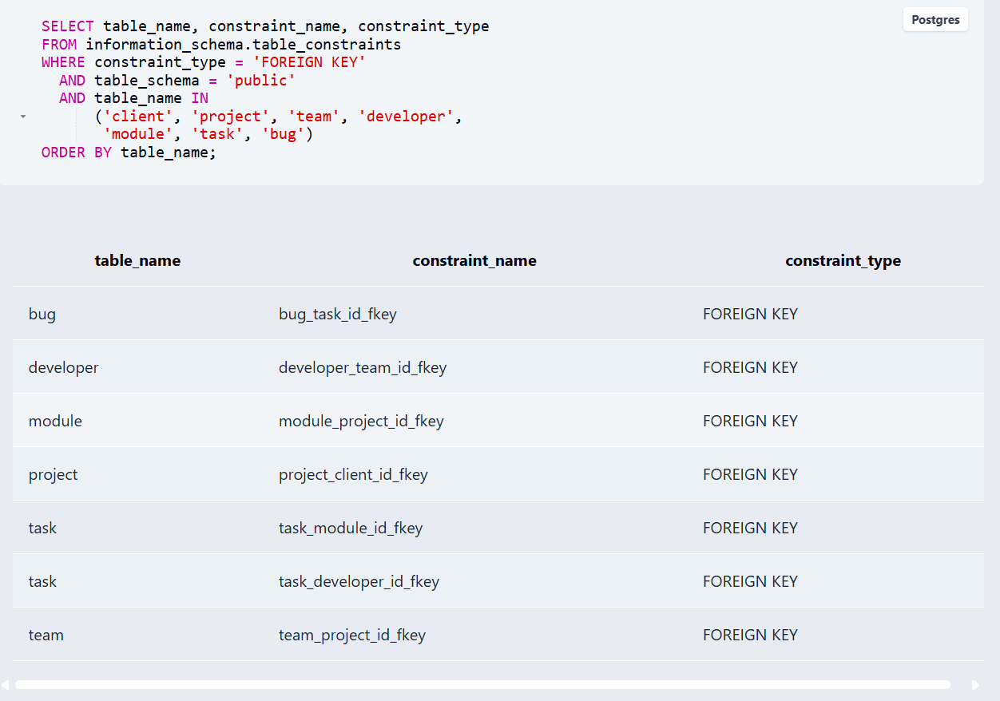 Postgres
SELECT table_name, constraint_name, constraint_type
FROM information_schema.table_constraints
WHERE constraint_type = 'FOREIGN KEY'
  AND table_schema = 'public'
  AND table_name IN
      ('client', 'project', 'team', 'developer',
       'module', 'task', 'bug')
ORDER BY table_name;
table_name constraint_name constraint_type
bug bug_task_id_fkey FOREIGN KEY
developer developer_team_id_fkey FOREIGN KEY
module module_project_id_fkey FOREIGN KEY
project project_client_id_fkey FOREIGN KEY
task task_module_id_fkey FOREIGN KEY
task task_developer_id_fkey FOREIGN KEY
team team_project_id_fkey FOREIGN KEY